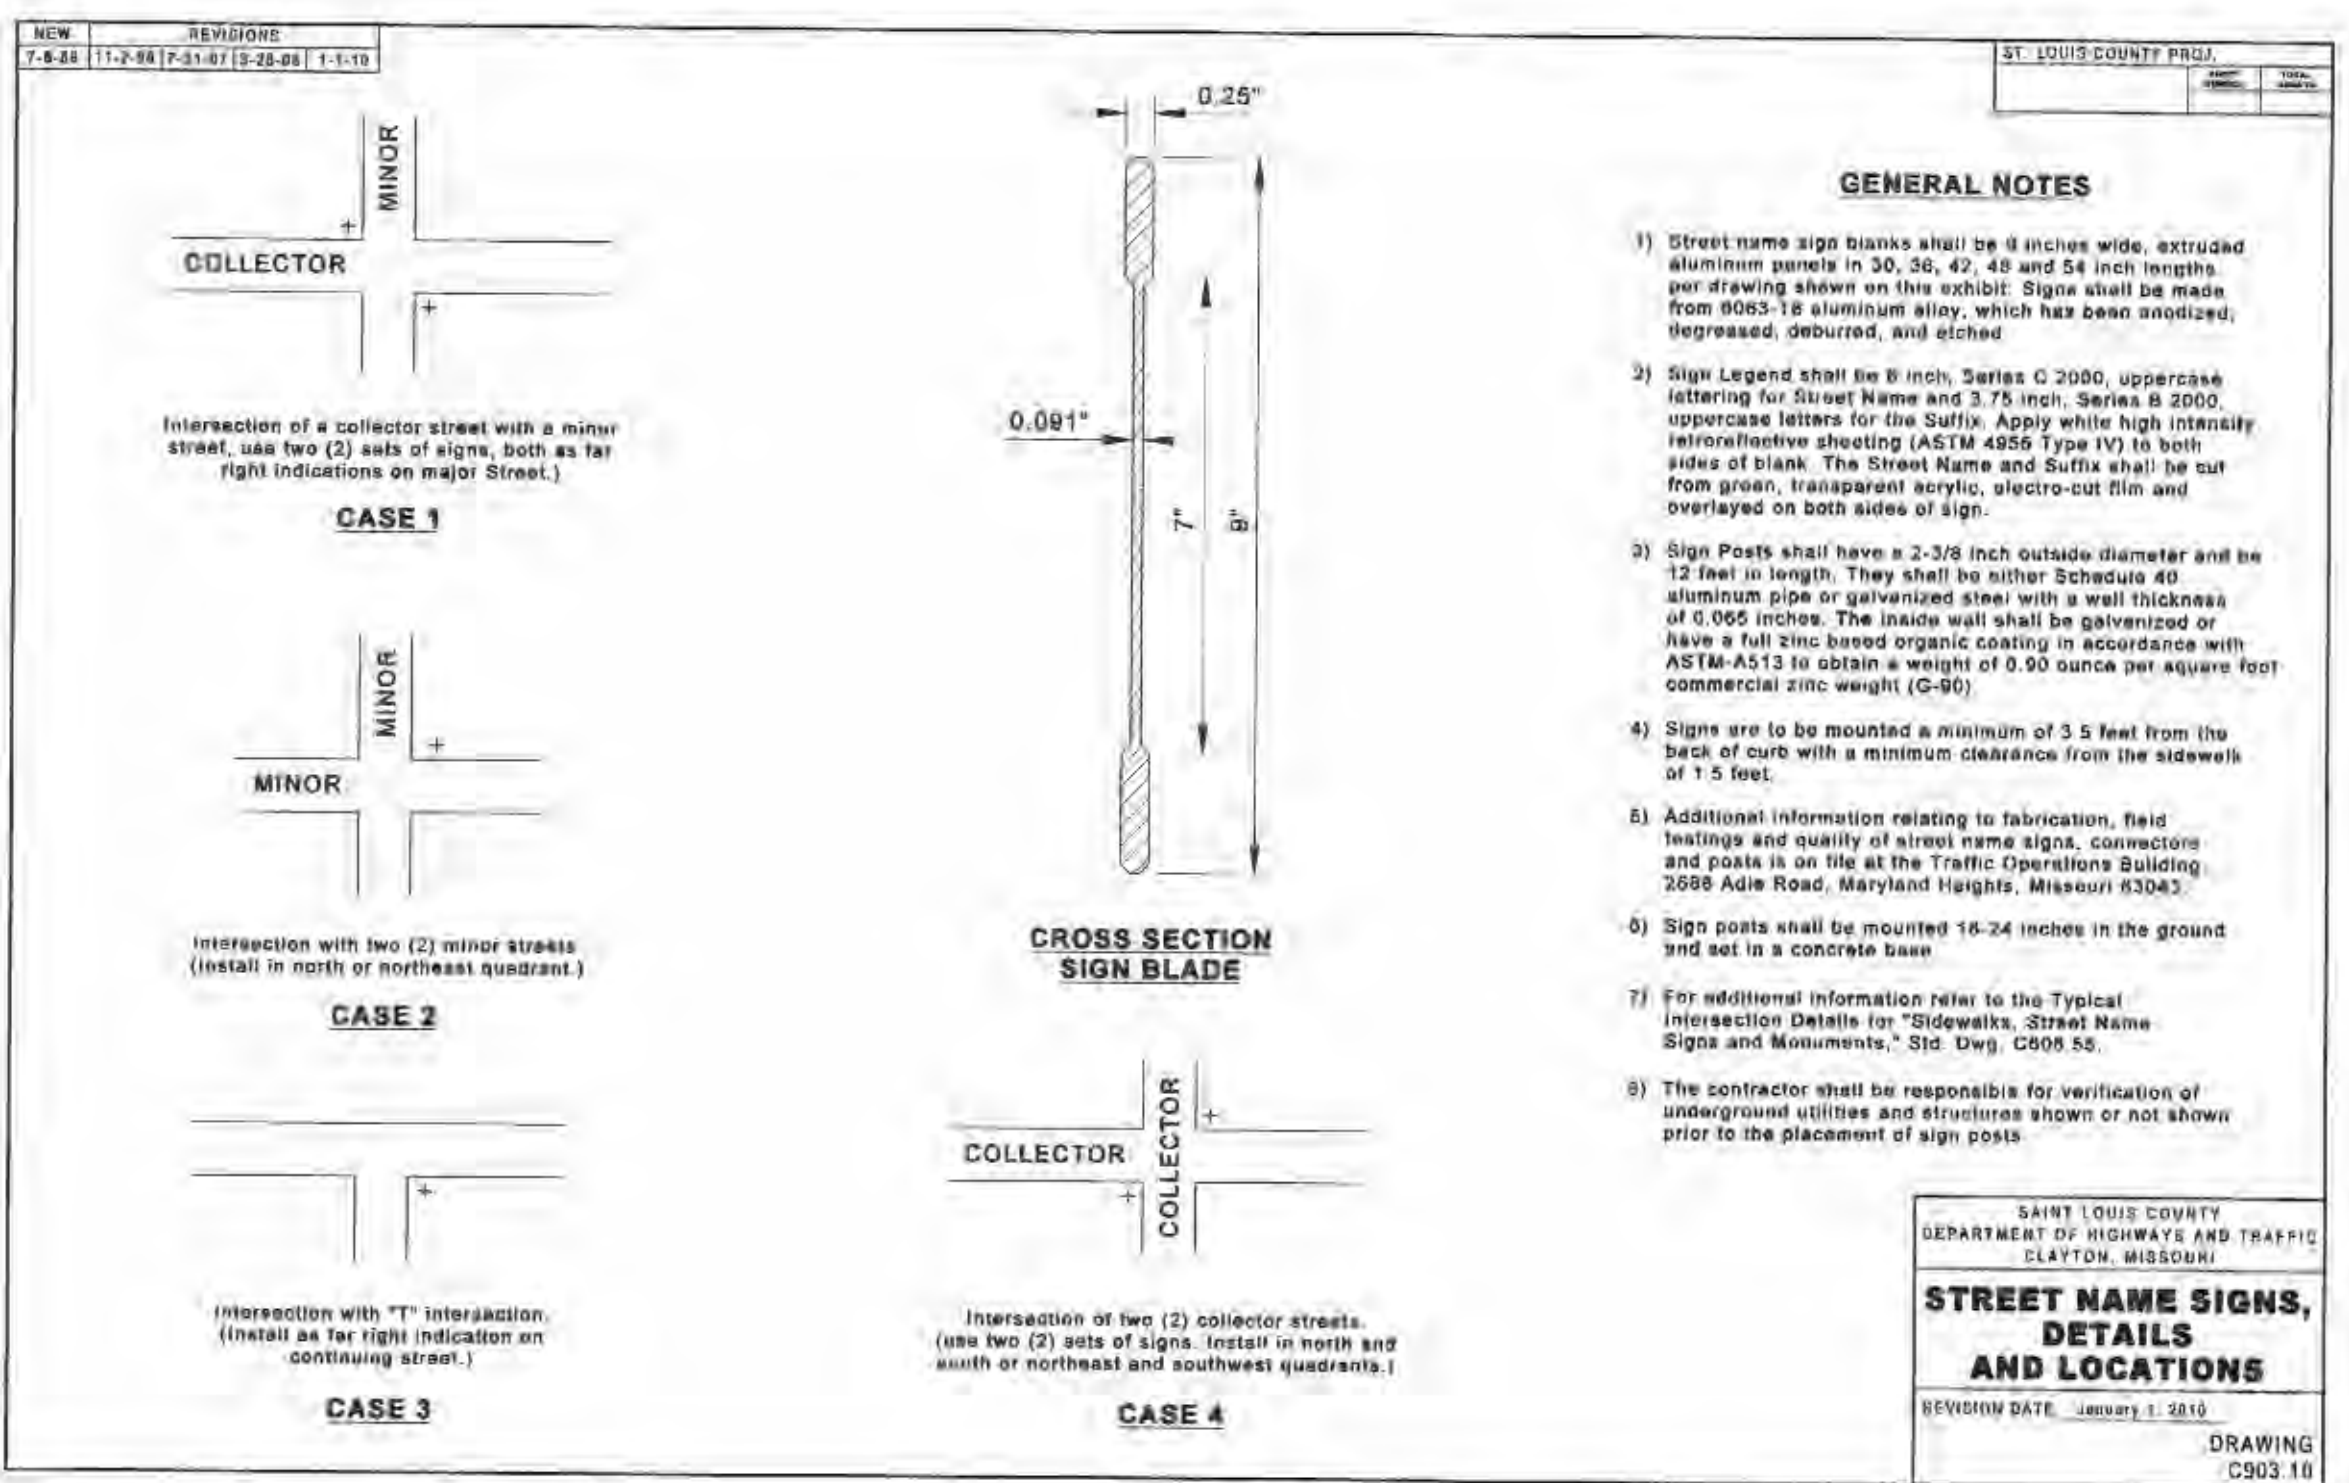 NEW REVISIONS
11-2-98 7-31-07 3-28-08 1-1-10
ST. LOUIS COUNTY PROJ.
SHEET TOTAL
MINOR
COLLECTOR
Intersection of a collector street with a minor
street, use two (2) sets of signs, both as far
right indications on major Street.)
CASE 1
MINOR
MINOR
Intersection with two (2) minor streets
(Install in north or northeast quadrant.)
CASE 2
Intersection with "T" intersection.
(Install as far right indication on
continuing street.)
CASE 3
0.25"
0.091"
7"
CROSS SECTION
SIGN BLADE
COLLECTOR
COLLECTOR
Intersection of two (2) collector streets.
(use two (2) sets of signs. Install in north and
south or northeast and southwest quadrants.)
CASE 4
GENERAL NOTES
1) Street name sign blanks shall be inches wide, extruded
aluminum panels in 30, 36, 42, 48 and 54 inch lengths
per drawing shown on this exhibit. Signs shall be made
from aluminum alloy, which has been anodized,
degreased, deburred, and etched
2) Sign Legend shall be 6 inch, Series C 2000, uppercase
lettering for Street Name and 3.75 inch, Series B 2000,
uppercase letters for the Suffix. Apply white high intensity
retroreflective sheeting (ASTM 4956 Type IV) to both
sides of blank. The Street Name and Suffix shall be cut
from green, transparent acrylic, electro-cut film and
overlayed on both sides of sign.
3) Sign Posts shall have a 2-3/8 inch outside diameter and be
12 feet in length. They shall be either Schedule 40
aluminum pipe or galvanized steel with a wall thickness
of 0.065 inches. The inside wall shall be galvanized or
have a full zinc based organic coating in accordance with
ASTM-A513 to obtain a weight of 0.90 ounce per square foot
commercial zinc weight (G-90)
4) Signs are to be mounted a minimum of 3.5 feet from the
back of curb with a minimum clearance from the sidewalk
of 1.5 feet.
5) Additional information relating to fabrication, field
testings and quality of street name signs, connectors
and posts is on file at the Traffic Operations Building
Adie Road, Maryland Heights, Missouri 63043.
6) Sign posts shall be mounted 18-24 inches in the ground
and set in a concrete base
7) For additional information refer to the Typical
Intersection Details for "Sidewalks, Street Name
Signs and Monuments," Std. Dwg.
8) The contractor shall be responsible for verification of
underground utilities and structures shown or not shown
prior to the placement of sign posts
SAINT LOUIS COUNTY
DEPARTMENT OF HIGHWAYS AND TRAFFIC
CLAYTON, MISSOURI
STREET NAME SIGNS,
DETAILS
AND LOCATIONS
REVISION DATE January 1, 2010
DRAWING
C903.10